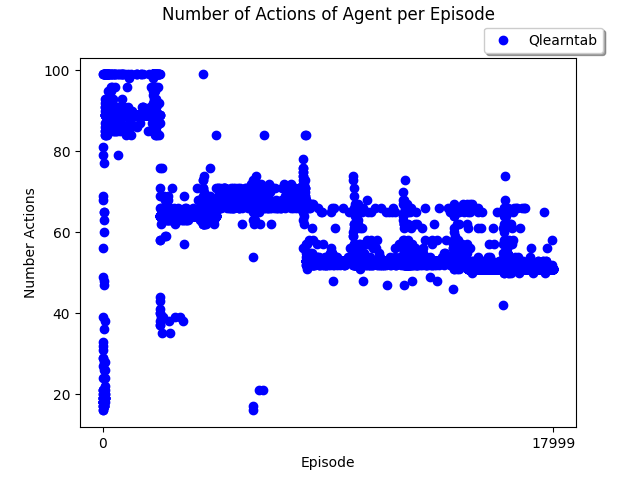 Number of Actions of Agent per Episode
Qlearntab
100
80
60
40
20
Number Actions
0
17999
Episode